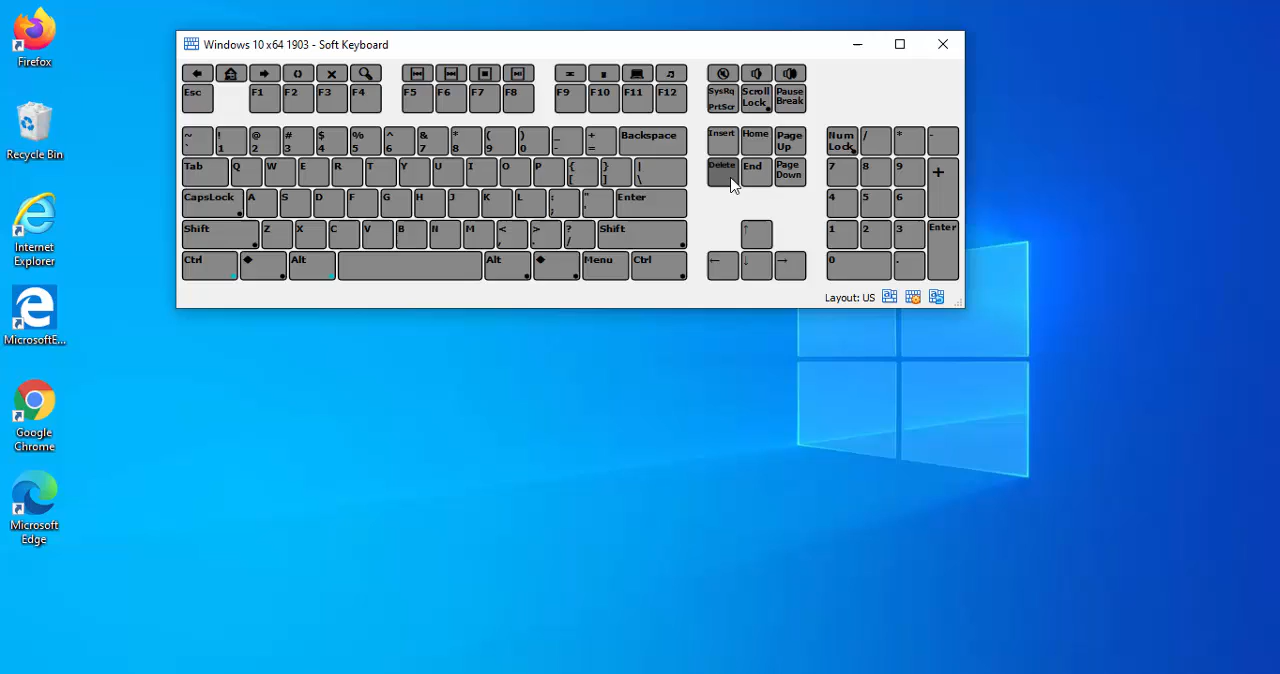 Windows 10 x64 1903 - Soft Keyboard
Esc F1 F2 F3 F4 F5 F6 F7 F8 F9 F10 F11 F12 SysRq PrtScr Scroll Lock Pause Break
~ ` ! 1 @ 2 # 3 $ 4 % 5 ^ 6 & 7 * 8 ( 9 ) 0 _ - + = Backspace Insert Home Page Up Num Lock / * -
Tab Q W E R T Y U I O P { [ } ] | \ Delete End Page Down 7 8 9 +
CapsLock A S D F G H J K L : ; " ' Enter 4 5 6
Shift Z X C V B N M < , > . ? / Shift ↑ 1 2 3 Enter
Ctrl ◆ Alt Alt ◆ Menu Ctrl ← ↓ → 0 .
Layout: US
Firefox
Recycle Bin
Internet
Explorer
MicrosoftE...
Google
Chrome
Microsoft
Edge